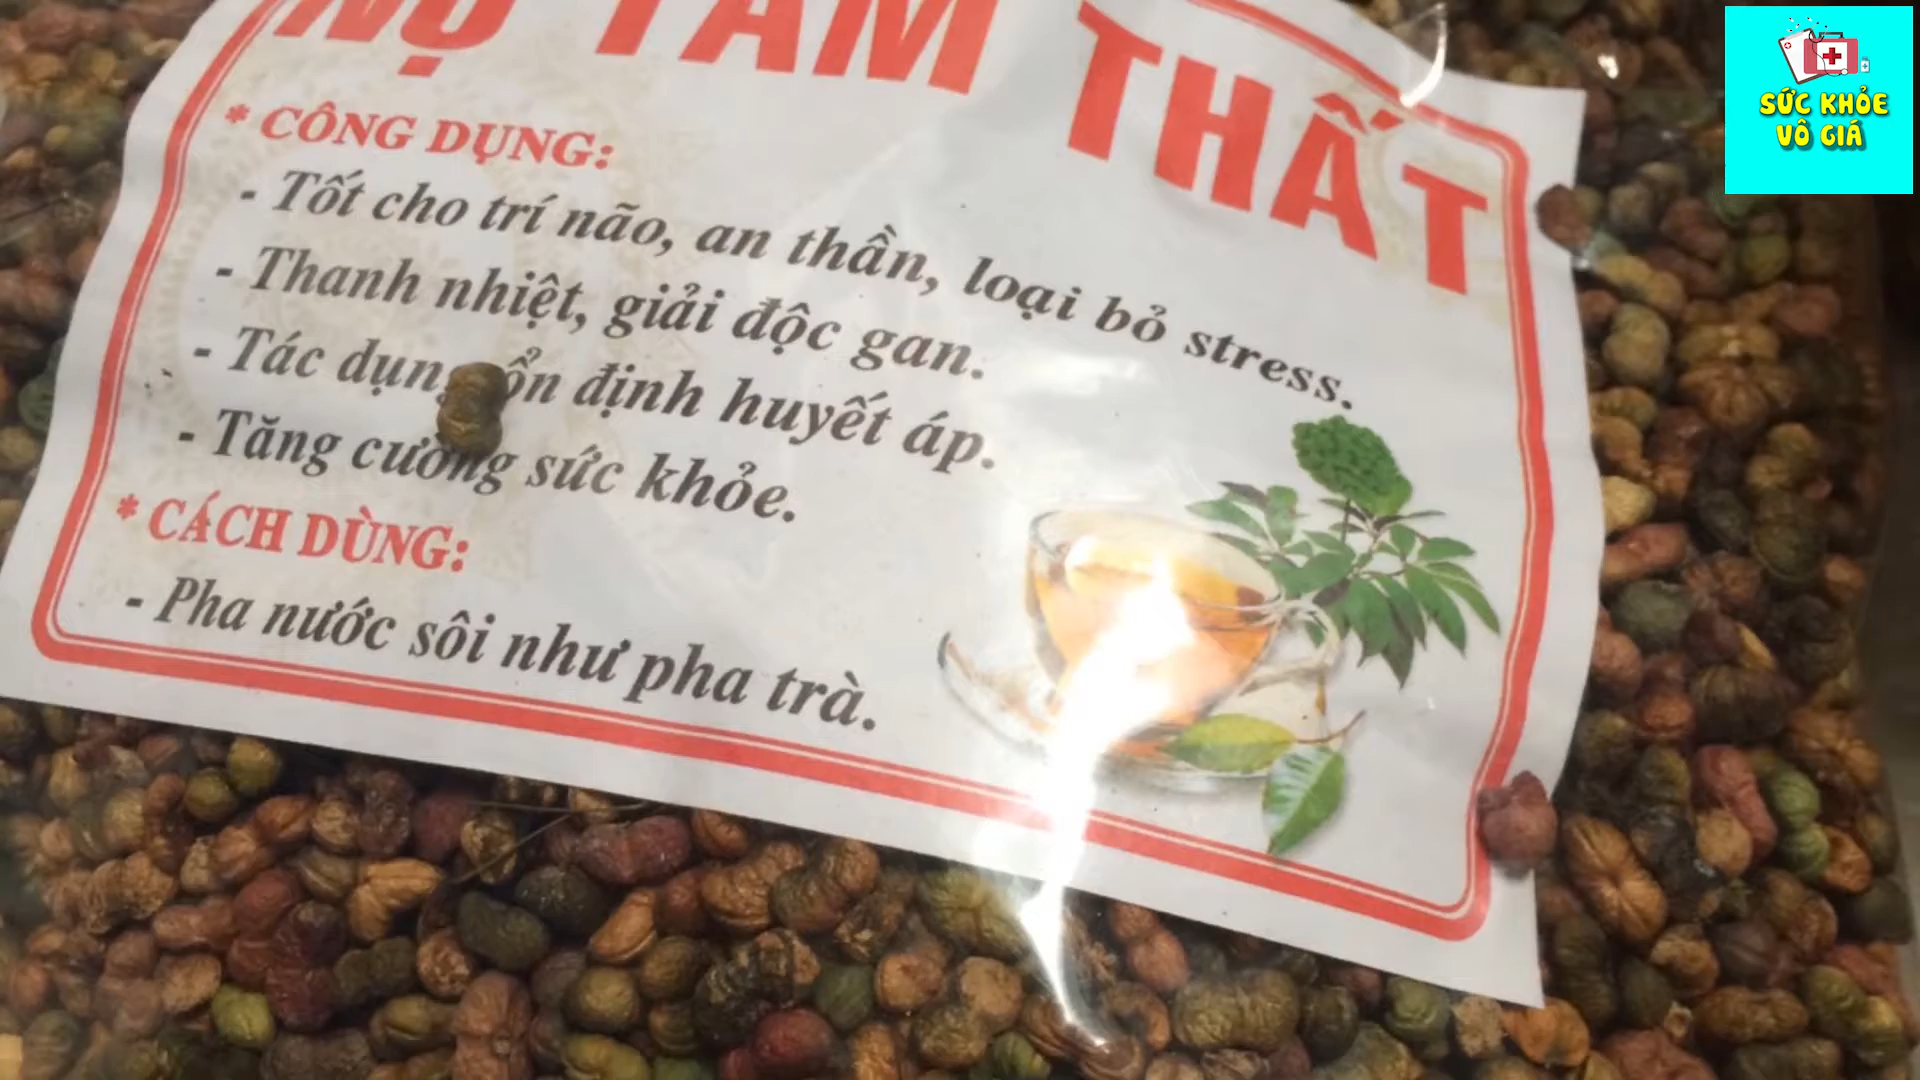 NỤ TAM THẤT
* CÔNG DỤNG:
- Tốt cho trí não, an thần, loại bỏ stress.
- Thanh nhiệt, giải độc gan.
- Tác dụng ổn định huyết áp.
- Tăng cường sức khỏe.
* CÁCH DÙNG:
- Pha nước sôi như pha trà.
SỨC KHỎE
VÔ GIÁ